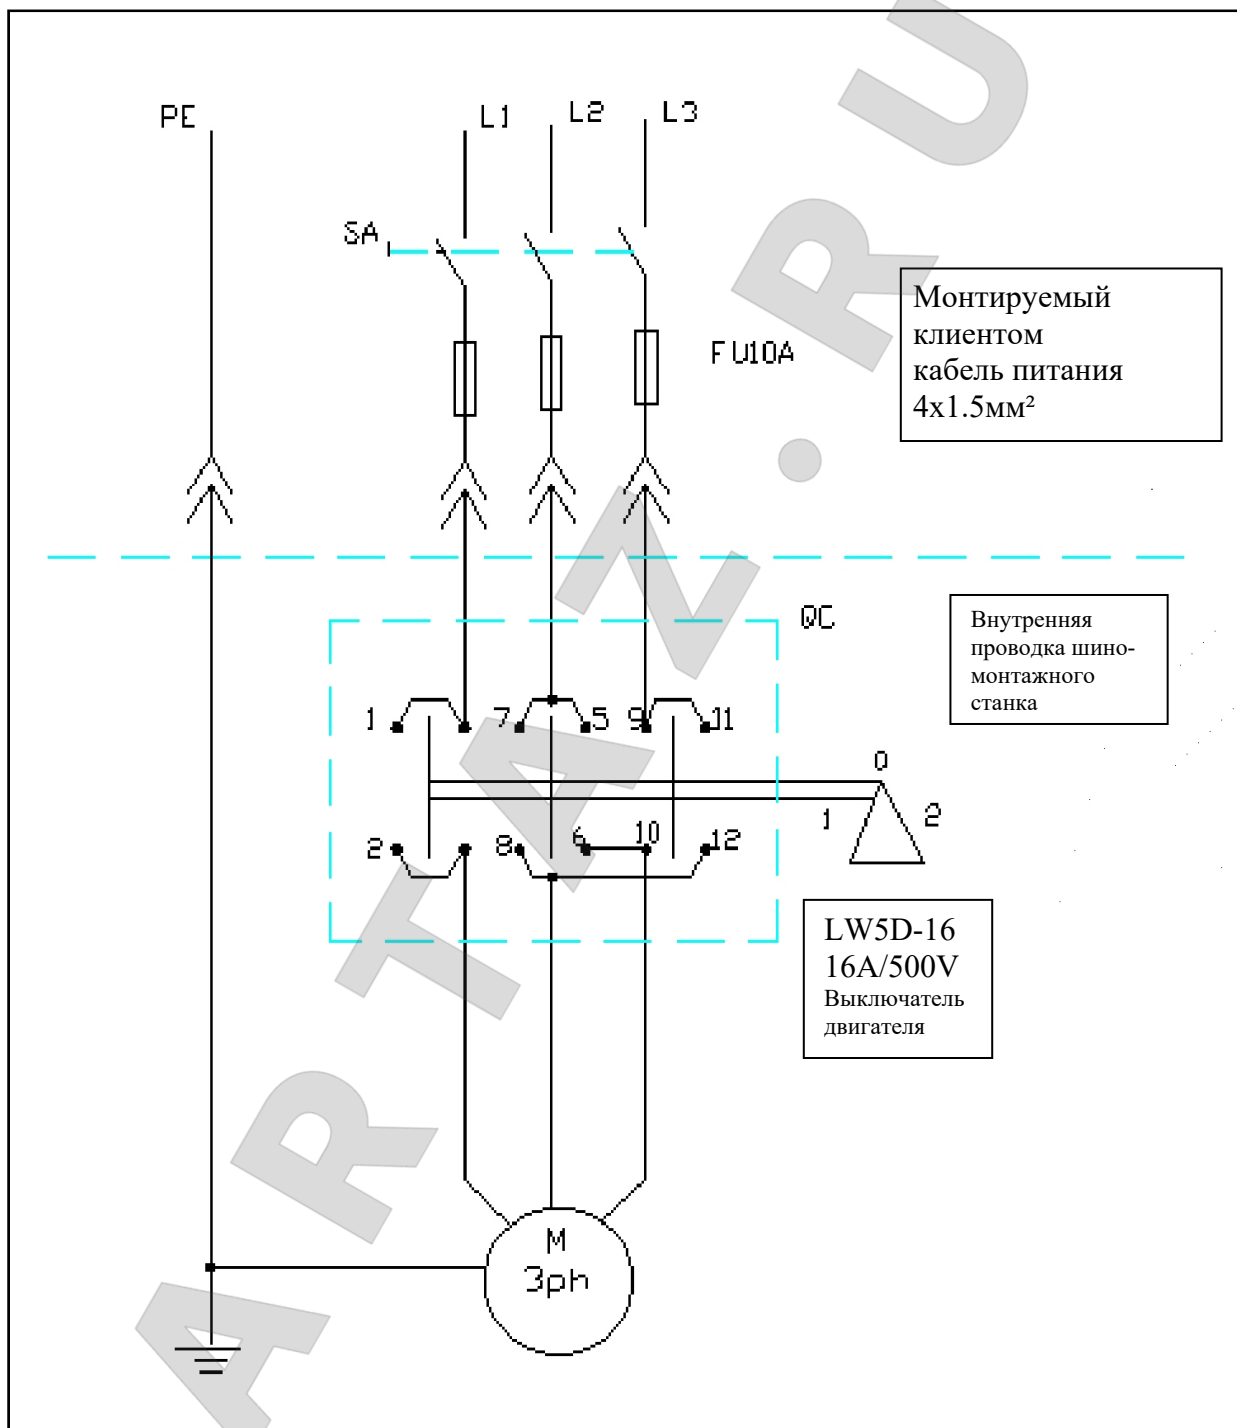 PE
L1
L2
L3
SA
FU10A
Монтируемый
клиентом
кабель питания
4x1.5мм²
QC
Внутренняя
проводка шино-
монтажного
станка
1
7
5
9
11
0
1
2
2
8
6
10
12
LW5D-16
16A/500V
Выключатель
двигателя
M
3ph
ARTAZ.RU